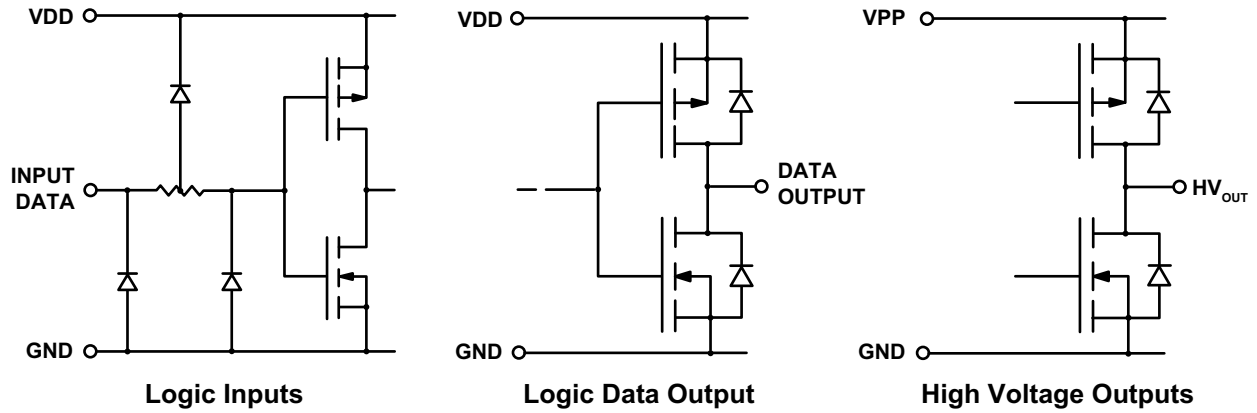 VDD
INPUT
DATA
GND
Logic Inputs
VDD
DATA
OUTPUT
GND
Logic Data Output
VPP
HVOUT
GND
High Voltage Outputs